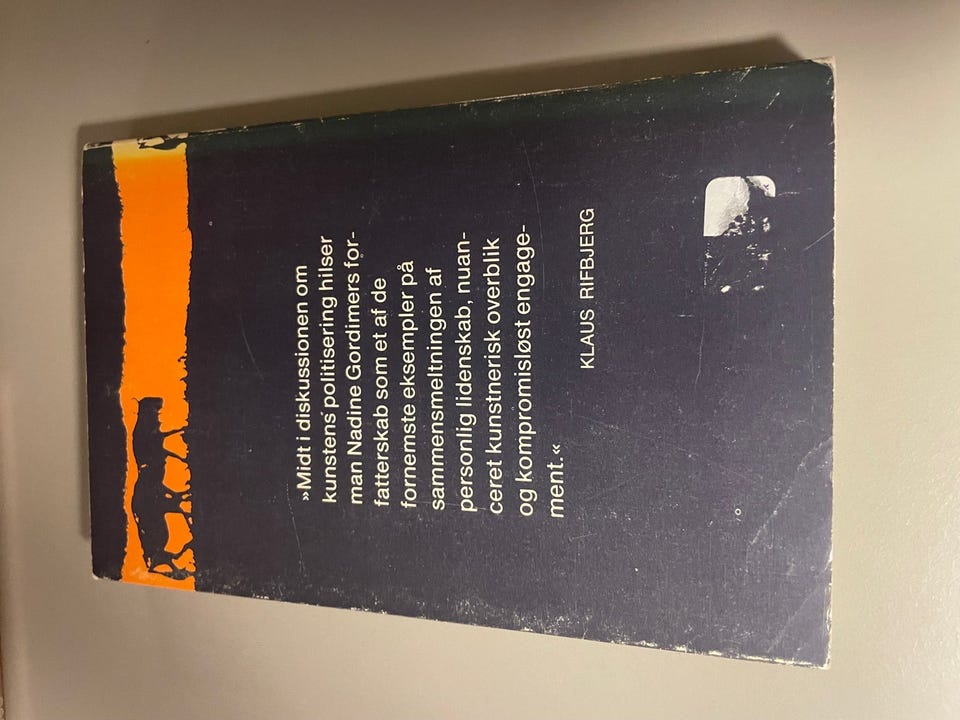 »Midt i diskussionen om
kunstens politisering hilser
man Nadine Gordimers for-
fatterskab som et af de
fornemste eksempler på
sammensmeltningen af
personlig lidenskab, nuan-
ceret kunstnerisk overblik
og kompromisløst engage-
ment.«
KLAUS RIFBJERG